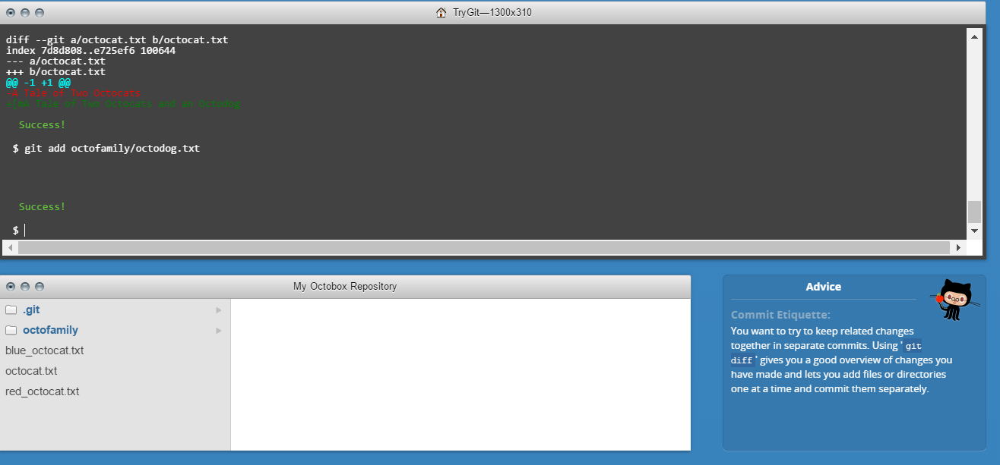 TryGit—1300x310
diff --git a/octocat.txt b/octocat.txt
index 7d8d808..e725ef6 100644
--- a/octocat.txt
+++ b/octocat.txt
@@ -1 +1 @@
-A Tale of Two Octocats
+[mA Tale of Two Octocats and an Octodog
Success!
$ git add octofamily/octodog.txt
Success!
$
My Octobox Repository
.git
octofamily
blue_octocat.txt
octocat.txt
red_octocat.txt
Advice
Commit Etiquette:
You want to try to keep related changes
together in separate commits. Using 'git
diff' gives you a good overview of changes you
have made and lets you add files or directories
one at a time and commit them separately.